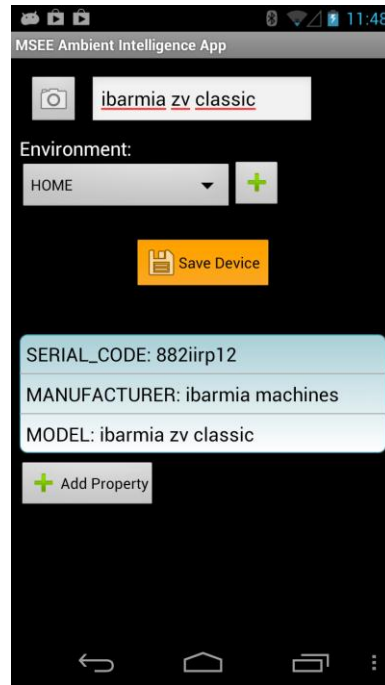 11:48
MSEE Ambient Intelligence App
ibarmia zv classic
Environment:
HOME
Save Device
SERIAL_CODE: 882iirp12
MANUFACTURER: ibarmia machines
MODEL: ibarmia zv classic
Add Property